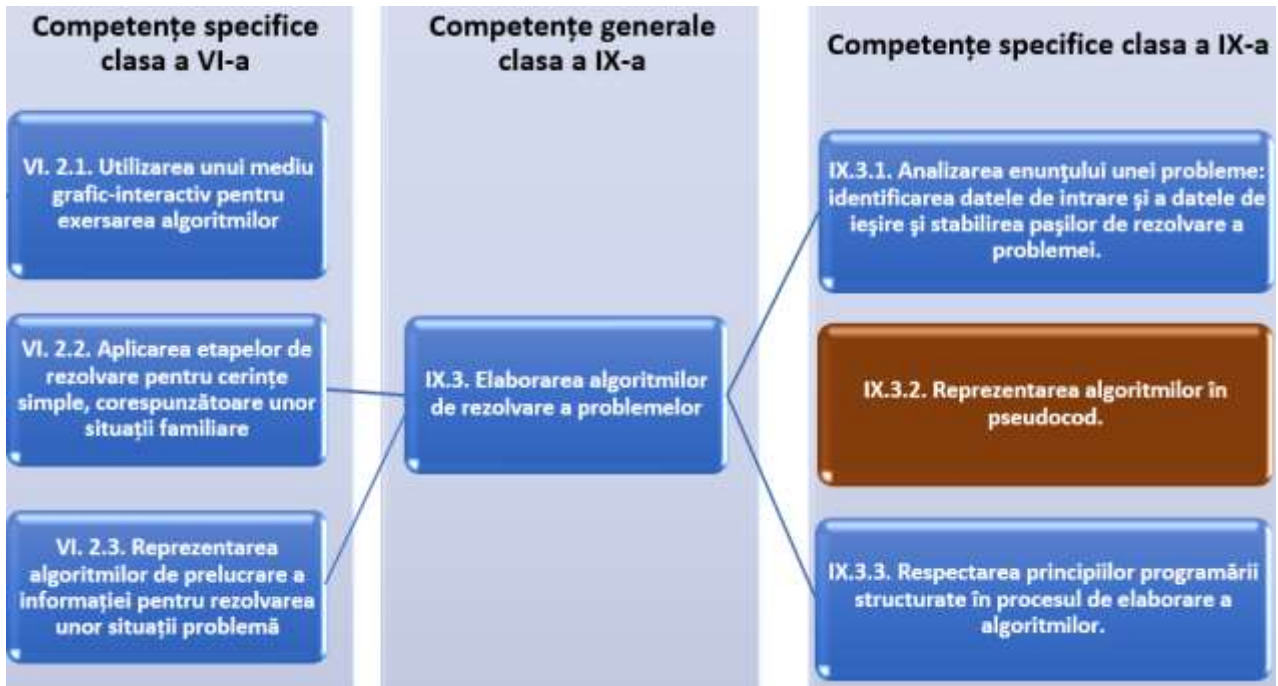 Competențe specifice
clasa a VI-a
VI. 2.1. Utilizarea unui mediu
grafic-interactiv pentru
exersarea algoritmilor
VI. 2.2. Aplicarea etapelor de
rezolvare pentru cerințe
simple, corespunzătoare unor
situații familiare
VI. 2.3. Reprezentarea
algoritmilor de prelucrare a
informației pentru rezolvarea
unor situații problemă
Competențe generale
clasa a IX-a
IX.3. Elaborarea algoritmilor
de rezolvare a problemelor
Competențe specifice clasa a IX-a
IX.3.1. Analizarea enunţului unei probleme:
identificarea datele de intrare şi a datele de
ieşire şi stabilirea paşilor de rezolvare a
problemei.
IX.3.2. Reprezentarea algoritmilor în
pseudocod.
IX.3.3. Respectarea principiilor programării
structurate în procesul de elaborare a
algoritmilor.